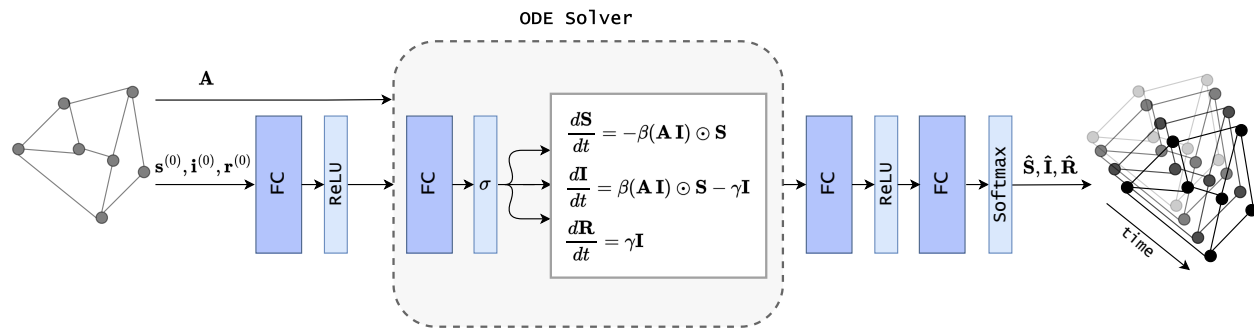 ODE Solver
A
s⁽⁰⁾, i⁽⁰⁾, r⁽⁰⁾
FC
ReLU
FC
σ
dS/dt = −β(A I) ⊙ S
dI/dt = β(A I) ⊙ S − γI
dR/dt = γI
FC
ReLU
FC
Softmax
Ŝ, Î, R̂
time